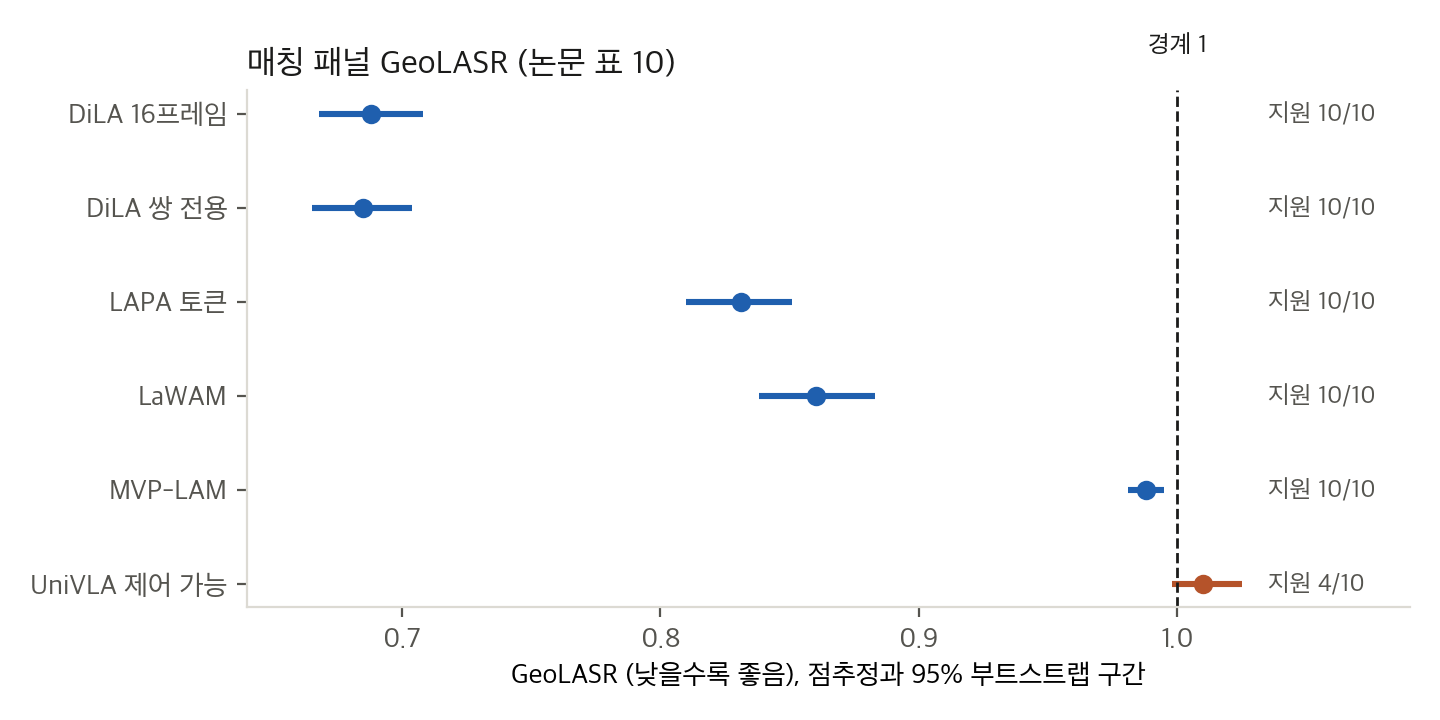 경계 1
매칭 패널 GeoLASR (논문 표 10)
DiLA 16프레임 지원 10/10
DiLA 쌍 전용 지원 10/10
LAPA 토큰 지원 10/10
LaWAM 지원 10/10
MVP-LAM 지원 10/10
UniVLA 제어 가능 지원 4/10
0.7 0.8 0.9 1.0
GeoLASR (낮을수록 좋음), 점추정과 95% 부트스트랩 구간